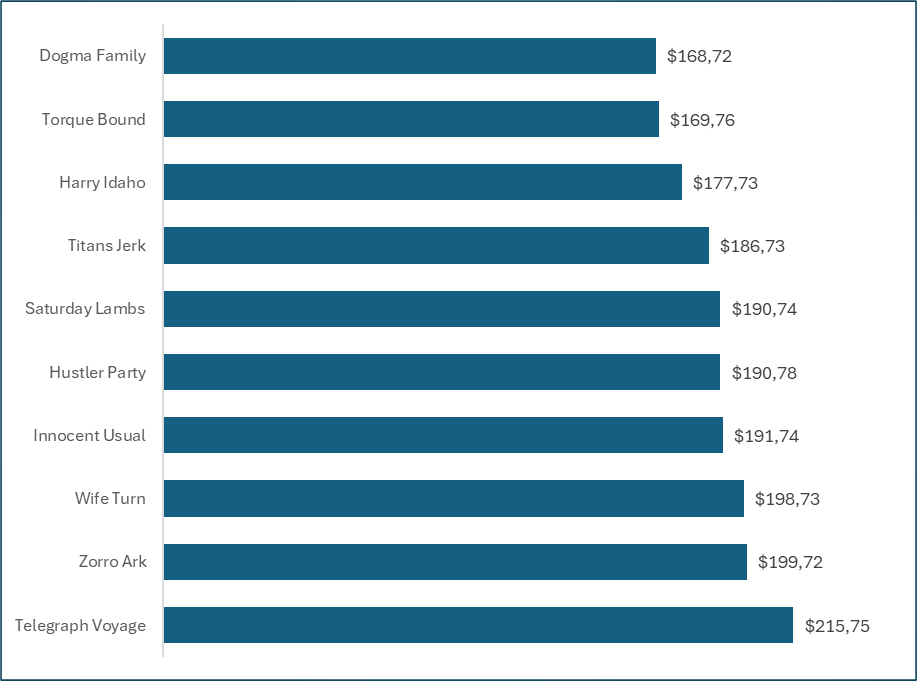 Dogma Family $168,72
Torque Bound $169,76
Harry Idaho $177,73
Titans Jerk $186,73
Saturday Lambs $190,74
Hustler Party $190,78
Innocent Usual $191,74
Wife Turn $198,73
Zorro Ark $199,72
Telegraph Voyage $215,75